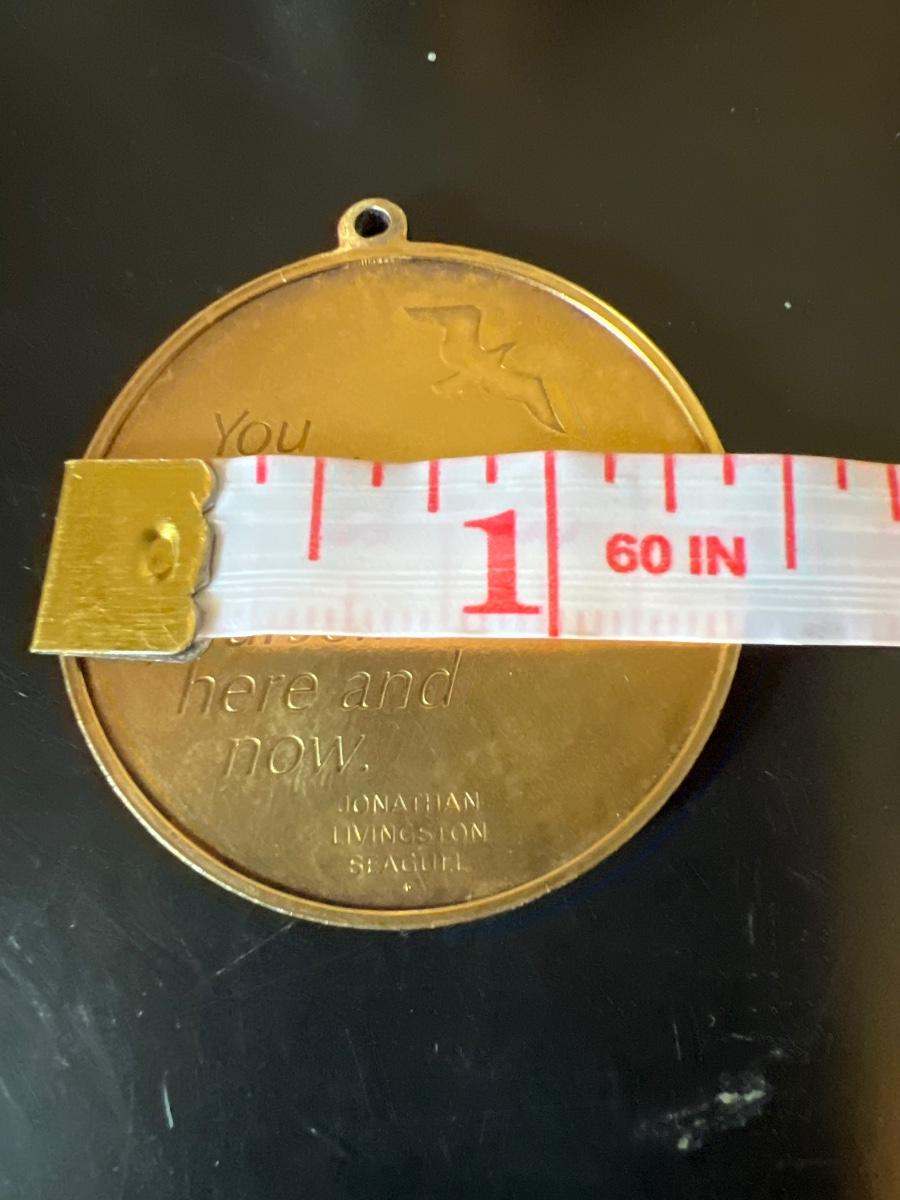 You
1
60 IN
here and
now.
JONATHAN
LIVINGSTON
SEAGULL